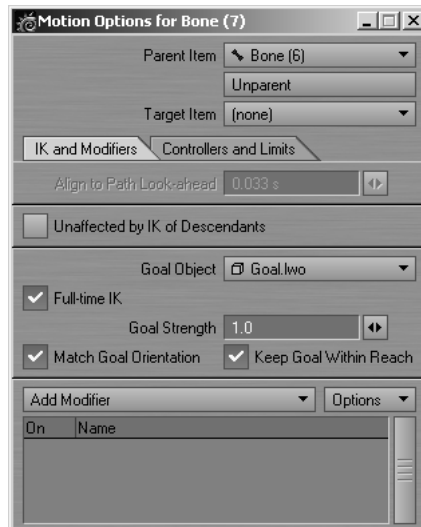 Motion Options for Bone (7)
Parent Item Bone (6)
Unparent
Target Item (none)
IK and Modifiers Controllers and Limits
Align to Path Look-ahead 0.033 s
Unaffected by IK of Descendants
Goal Object Goal.lwo
Full-time IK
Goal Strength 1.0
Match Goal Orientation Keep Goal Within Reach
Add Modifier Options
On Name